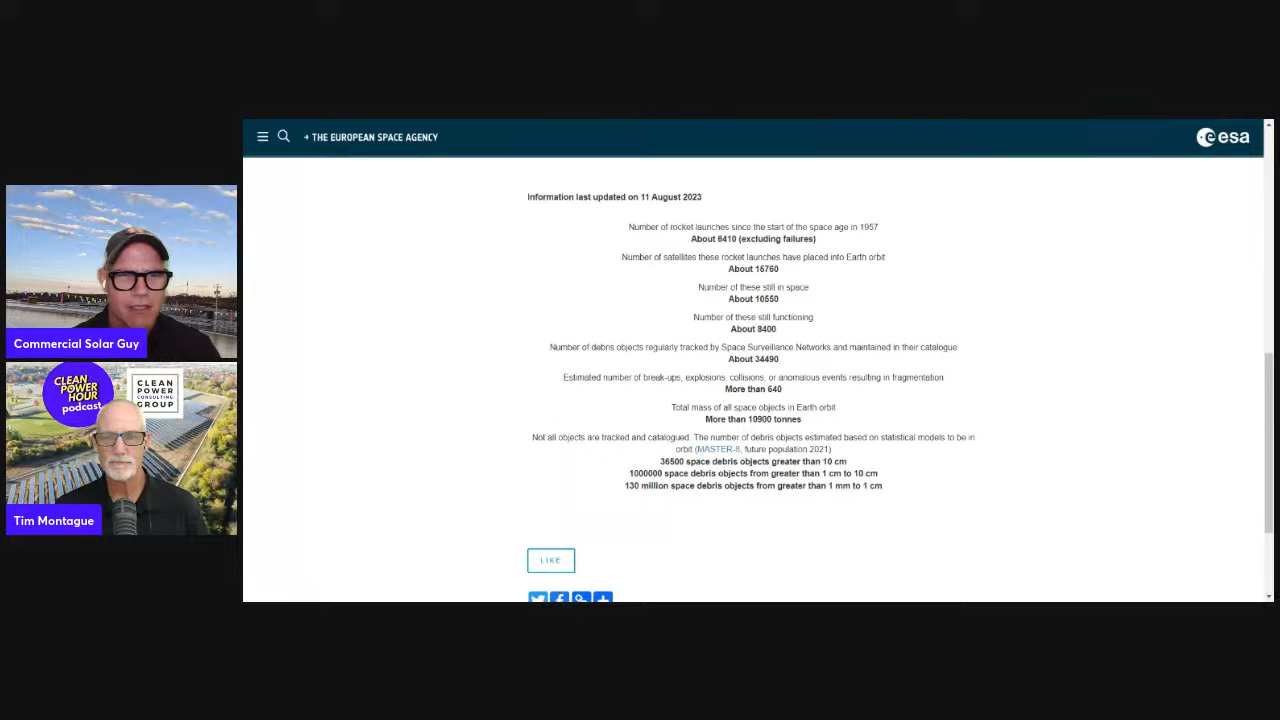 → THE EUROPEAN SPACE AGENCY
esa
Information last updated on 11 August 2023
Number of rocket launches since the start of the space age in 1957
About 6410 (excluding failures)
Number of satellites these rocket launches have placed into Earth orbit
About 15760
Number of these still in space
About 10550
Number of these still functioning
About 8400
Number of debris objects regularly tracked by Space Surveillance Networks and maintained in their catalogue
About 34490
Estimated number of break-ups, explosions, collisions, or anomalous events resulting in fragmentation
More than 640
Total mass of all space objects in Earth orbit
More than 10900 tonnes
Not all objects are tracked and catalogued. The number of debris objects estimated based on statistical models to be in
orbit (MASTER-8, future population 2021)
36500 space debris objects greater than 10 cm
1000000 space debris objects from greater than 1 cm to 10 cm
130 million space debris objects from greater than 1 mm to 1 cm
LIKE
Commercial Solar Guy
CLEAN
POWER
HOUR
podcast
CLEAN
POWER
CONSULTING
GROUP
Tim Montague